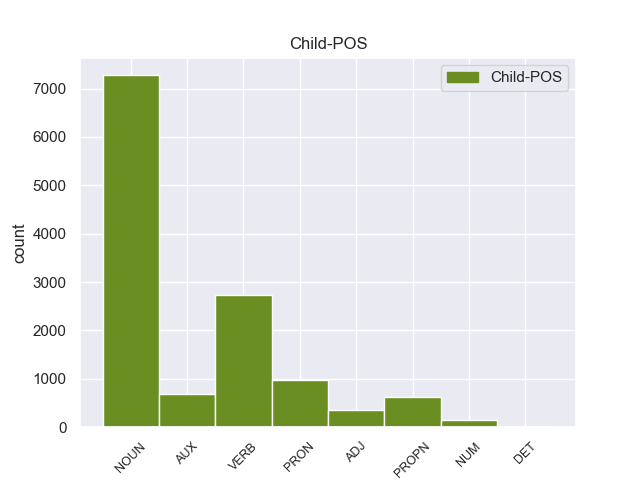 Child-POS
Child-POS
7000
6000
5000
4000
3000
2000
1000
0
count
NOUN
AUX
VERB
PRON
ADJ
PROPN
NUM
DET